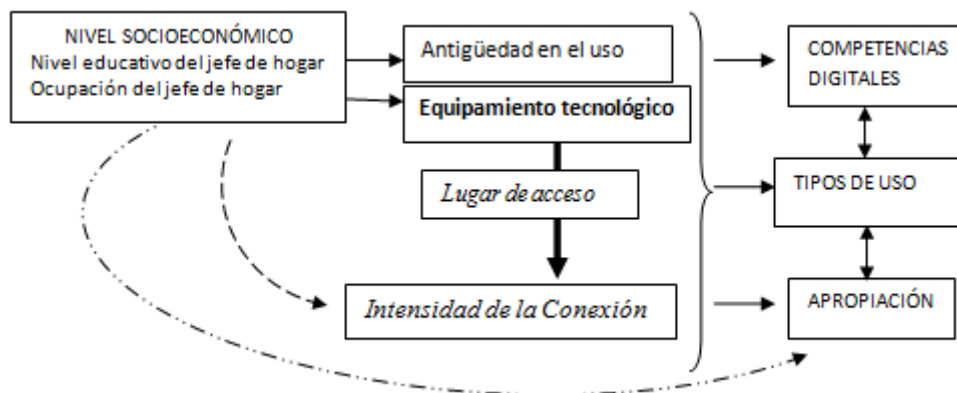 NIVEL SOCIOECONÓMICO
Nivel educativo del jefe de hogar
Ocupación del jefe de hogar
Antigüedad en el uso
Equipamiento tecnológico
Lugar de acceso
Intensidad de la Conexión
COMPETENCIAS
DIGITALES
TIPOS DE USO
APROPIACIÓN